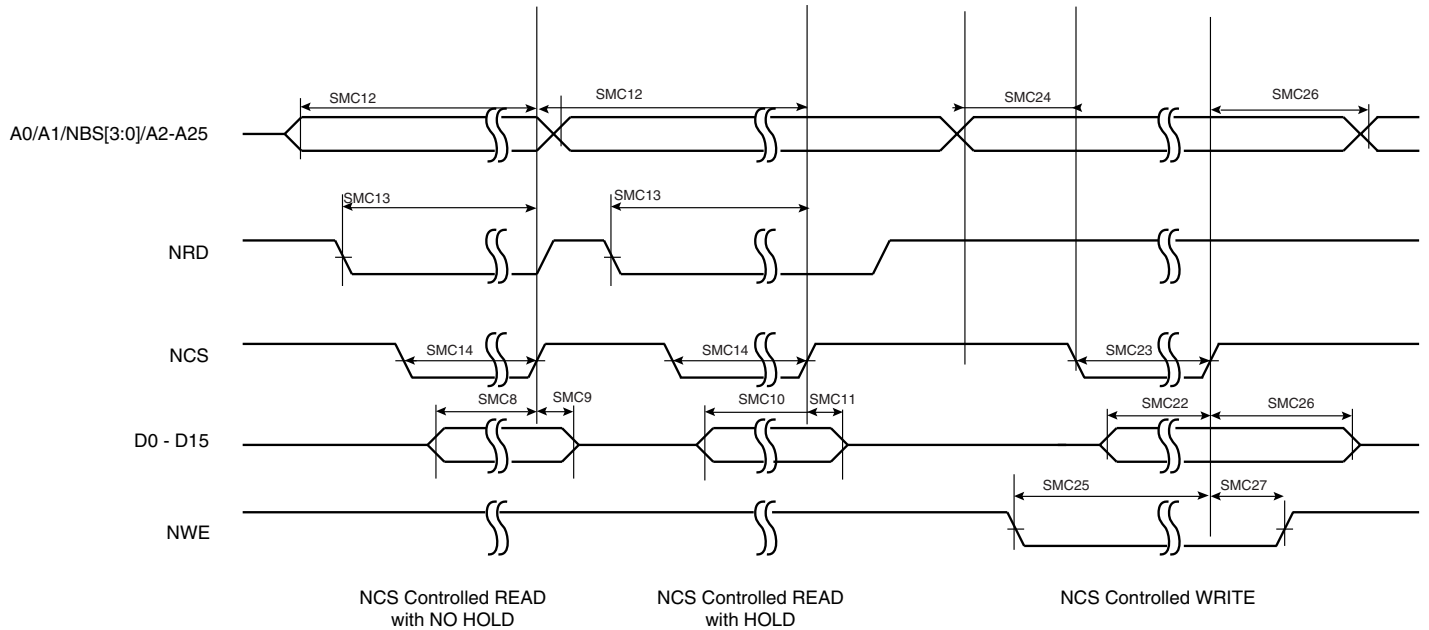 SMC12
SMC12
SMC24
SMC26
A0/A1/NBS[3:0]/A2-A25
SMC13
SMC13
NRD
NCS
SMC14
SMC14
SMC23
SMC8
SMC9
SMC10
SMC11
SMC22
SMC26
D0 - D15
SMC25
SMC27
NWE
NCS Controlled READ
with NO HOLD
NCS Controlled READ
with HOLD
NCS Controlled WRITE